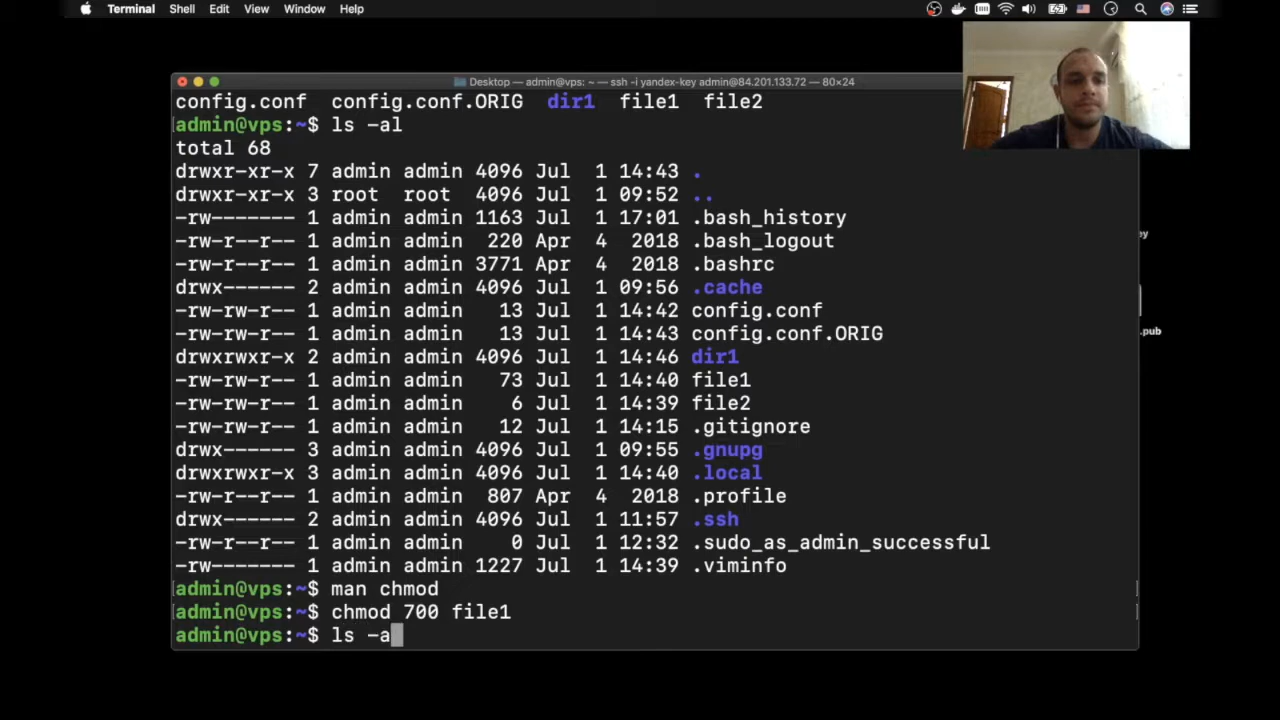 Terminal Shell Edit View Window Help
Desktop — admin@vps: ~ — ssh -i yandex-key admin@84.201.133.72 — 80×24
config.conf config.conf.ORIG dir1 file1 file2
admin@vps:~$ ls -al
total 68
drwxr-xr-x 7 admin admin 4096 Jul 1 14:43 .
drwxr-xr-x 3 root root 4096 Jul 1 09:52 ..
-rw------- 1 admin admin 1163 Jul 1 17:01 .bash_history
-rw-r--r-- 1 admin admin 220 Apr 4 2018 .bash_logout
-rw-r--r-- 1 admin admin 3771 Apr 4 2018 .bashrc
drwx------ 2 admin admin 4096 Jul 1 09:56 .cache
-rw-rw-r-- 1 admin admin 13 Jul 1 14:42 config.conf
-rw-rw-r-- 1 admin admin 13 Jul 1 14:43 config.conf.ORIG
drwxrwxr-x 2 admin admin 4096 Jul 1 14:46 dir1
-rw-rw-r-- 1 admin admin 73 Jul 1 14:40 file1
-rw-rw-r-- 1 admin admin 6 Jul 1 14:39 file2
-rw-rw-r-- 1 admin admin 12 Jul 1 14:15 .gitignore
drwx------ 3 admin admin 4096 Jul 1 09:55 .gnupg
drwxrwxr-x 3 admin admin 4096 Jul 1 14:40 .local
-rw-r--r-- 1 admin admin 807 Apr 4 2018 .profile
drwx------ 2 admin admin 4096 Jul 1 11:57 .ssh
-rw-r--r-- 1 admin admin 0 Jul 1 12:32 .sudo_as_admin_successful
-rw------- 1 admin admin 1227 Jul 1 14:39 .viminfo
admin@vps:~$ man chmod
admin@vps:~$ chmod 700 file1
admin@vps:~$ ls -a
ey
.pub